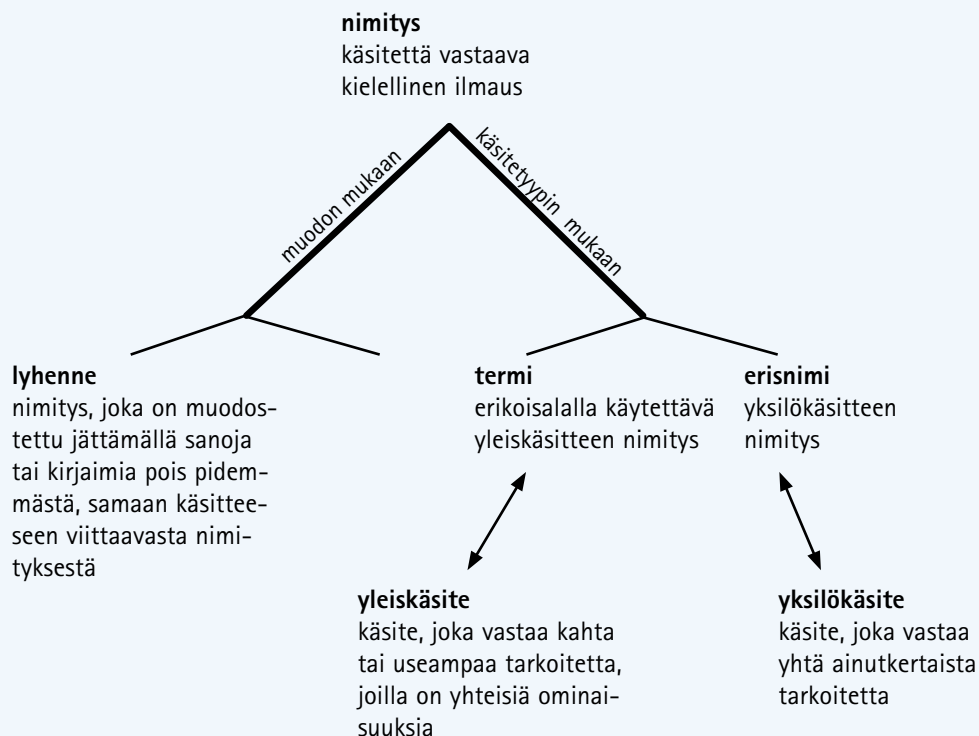 nimitys
käsitettä vastaava
kielellinen ilmaus
muodon mukaan
käsitetyypin mukaan
lyhenne
nimitys, joka on muodos-
tettu jättämällä sanoja
tai kirjaimia pois pidem-
mästä, samaan käsittee-
seen viittaavasta nimi-
tyksestä
termi
erikoisalalla käytettävä
yleiskäsitteen nimitys
erisnimi
yksilökäsitteen
nimitys
yleiskäsite
käsite, joka vastaa kahta
tai useampaa tarkoitetta,
joilla on yhteisiä ominai-
suuksia
yksilökäsite
käsite, joka vastaa
yhtä ainutkertaista
tarkoitetta